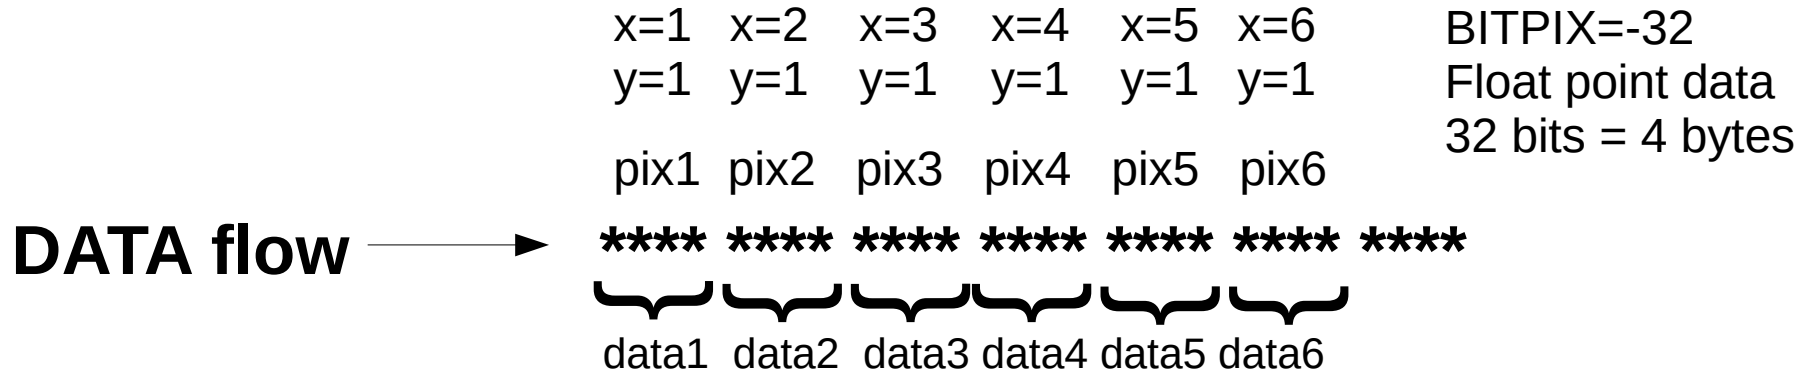 x=1 x=2 x=3 x=4 x=5 x=6
y=1 y=1 y=1 y=1 y=1 y=1
BITPIX=-32
Float point data
32 bits = 4 bytes
pix1 pix2 pix3 pix4 pix5 pix6
DATA flow
**** **** **** **** **** **** ****
data1 data2 data3 data4 data5 data6